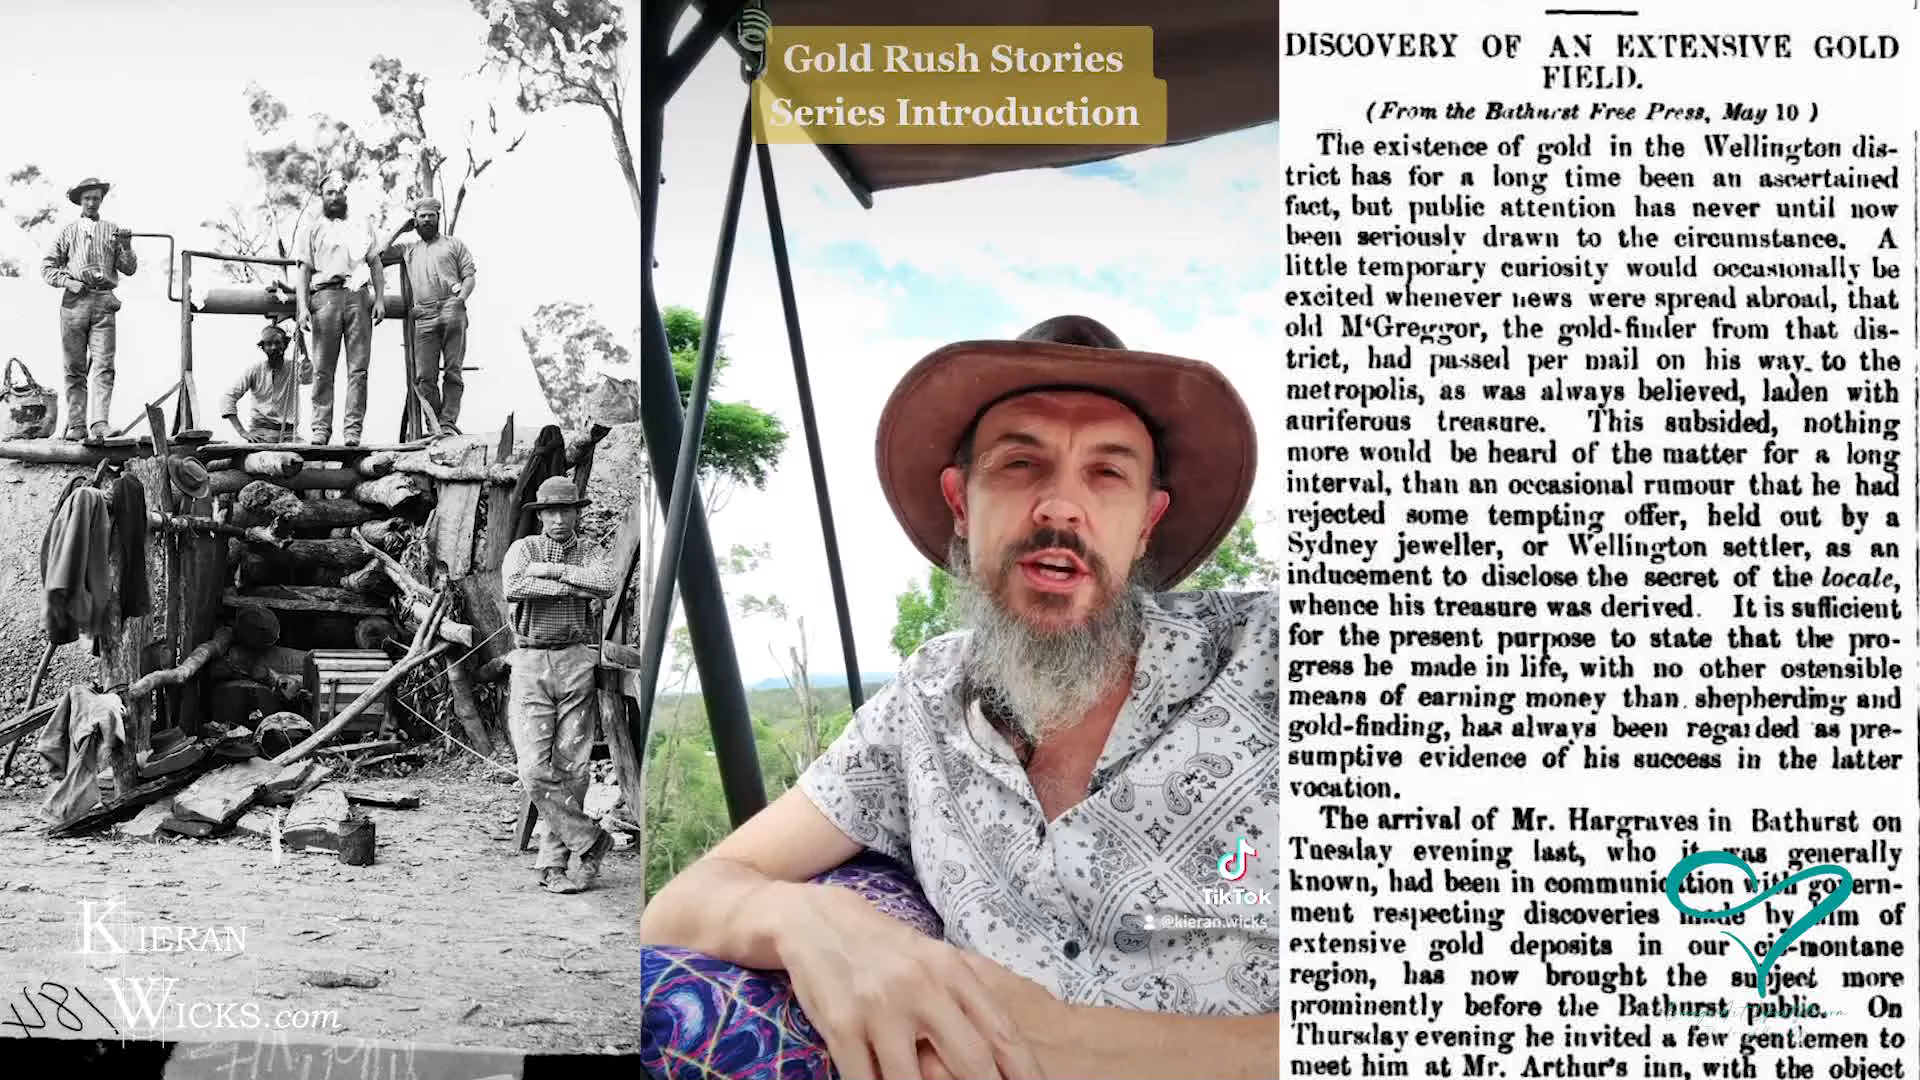 Gold Rush Stories
Series Introduction
DISCOVERY OF AN EXTENSIVE GOLD
FIELD.
(From the Bathurst Free Press, May 10 )
The existence of gold in the Wellington dis-
trict has for a long time been an ascertained
fact, but public attention has never until now
been seriously drawn to the circumstance. A
little temporary curiosity would occasionally be
excited whenever news were spread abroad, that
old M'Greggor, the gold-finder from that dis-
trict, had passed per mail on his way. to the
metropolis, as was always believed, laden with
auriferous treasure. This subsided, nothing
more would be heard of the matter for a long
interval, than an occasional rumour that he had
rejected some tempting offer, held out by a
Sydney jeweller, or Wellington settler, as an
inducement to disclose the secret of the locale,
whence his treasure was derived. It is sufficient
for the present purpose to state that the pro-
gress he made in life, with no other ostensible
means of earning money than shepherding and
gold-finding, has always been regarded as pre-
sumptive evidence of his success in the latter
vocation.
The arrival of Mr. Hargraves in Bathurst on
Tuesday evening last, who it was generally
known, had been in communication with govern-
ment respecting discoveries made by him of
extensive gold deposits in our cis-montane
region, has now brought the subject more
prominently before the Bathurst public. On
Thursday evening he invited a few gentlemen to
meet him at Mr. Arthur's inn, with the object
TikTok
@kieran.wicks
KIERAN
WICKS.com
184